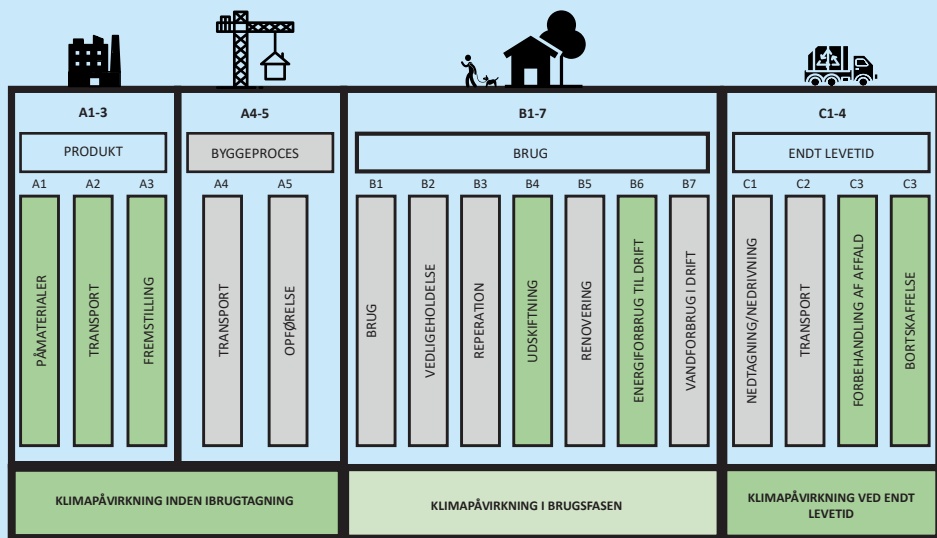 A1-3
A4-5
B1-7
C1-4
PRODUKT
BYGGEPROCES
BRUG
ENDT LEVETID
A1
A2
A3
A4
A5
B1
B2
B3
B4
B5
B6
B7
C1
C2
C3
C3
PÅMATERIALER
TRANSPORT
FREMSTILLING
TRANSPORT
OPFØRELSE
BRUG
VEDLIGEHOLDELSE
REPERATION
UDSKIFTNING
RENOVERING
ENERGIFORBRUG TIL DRIFT
VANDFORBRUG I DRIFT
NEDTAGNING/NEDRIVNING
TRANSPORT
FORBEHANDLING AF AFFALD
BORTSKAFFELSE
KLIMAPÅVIRKNING INDEN IBRUGTAGNING
KLIMAPÅVIRKNING I BRUGSFASEN
KLIMAPÅVIRKNING VED ENDT
LEVETID